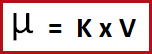 μ = K x V